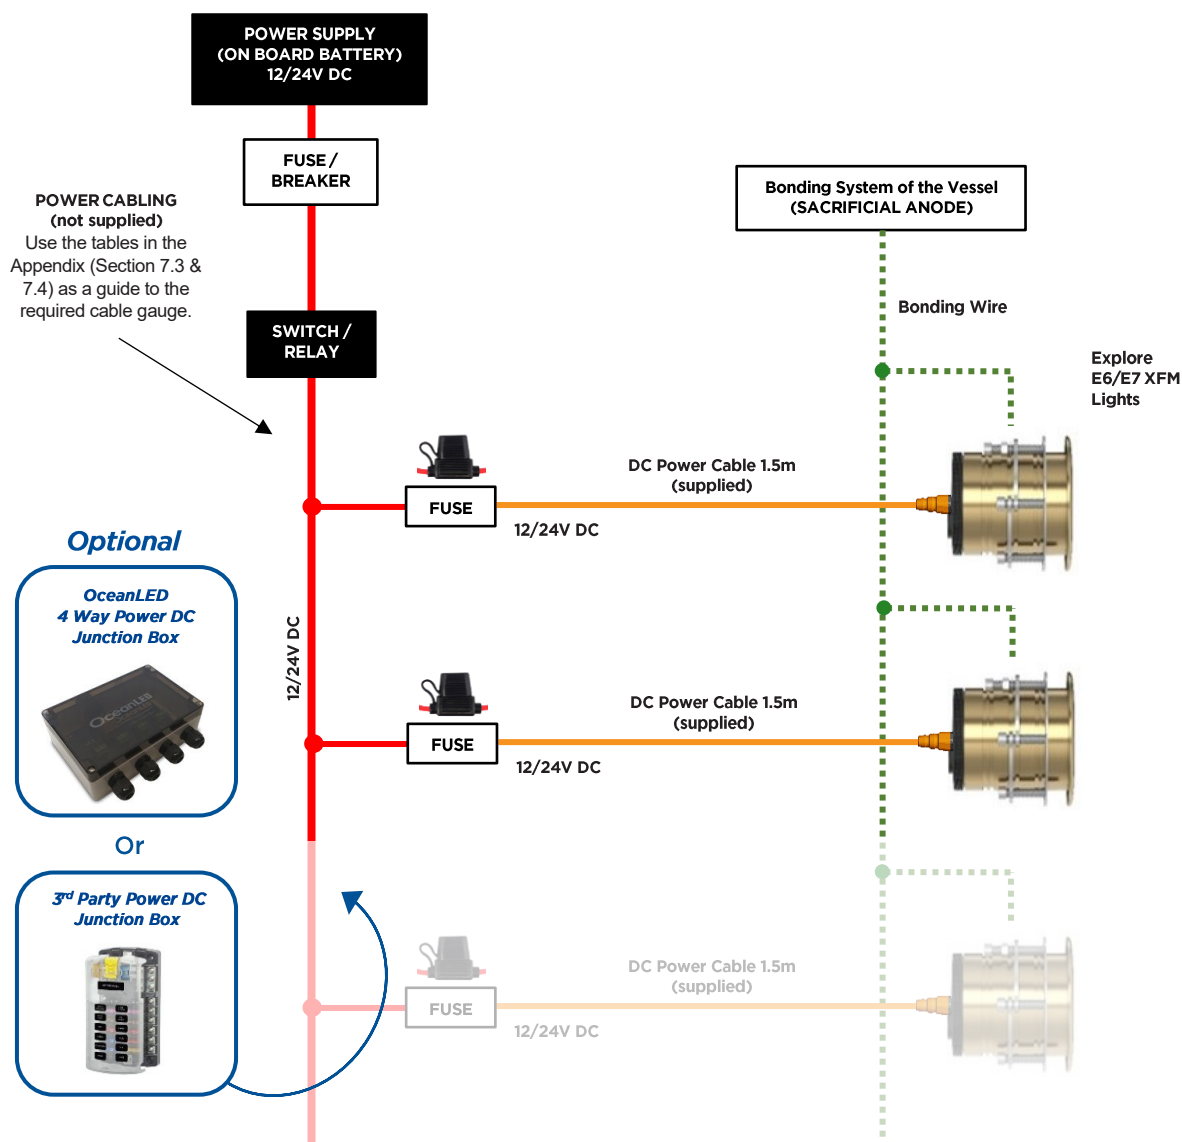 POWER SUPPLY
(ON BOARD BATTERY)
12/24V DC
FUSE /
BREAKER
POWER CABLING
(not supplied)
Use the tables in the
Appendix (Section 7.3 &
7.4) as a guide to the
required cable gauge.
SWITCH /
RELAY
Bonding System of the Vessel
(SACRIFICIAL ANODE)
Bonding Wire
Explore
E6/E7 XFM
Lights
DC Power Cable 1.5m
(supplied)
FUSE
12/24V DC
Optional
OceanLED
4 Way Power DC
Junction Box
OceanLED
12/24V DC
DC Power Cable 1.5m
(supplied)
FUSE
12/24V DC
Or
3rd Party Power DC
Junction Box
DC Power Cable 1.5m
(supplied)
FUSE
12/24V DC